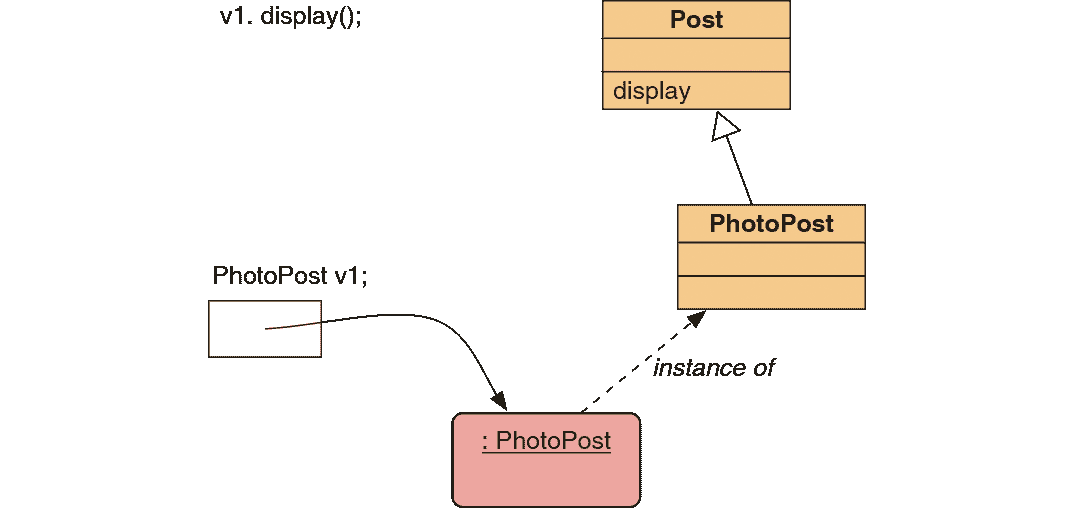 v1. display();
Post
display
PhotoPost
PhotoPost v1;
instance of
: PhotoPost